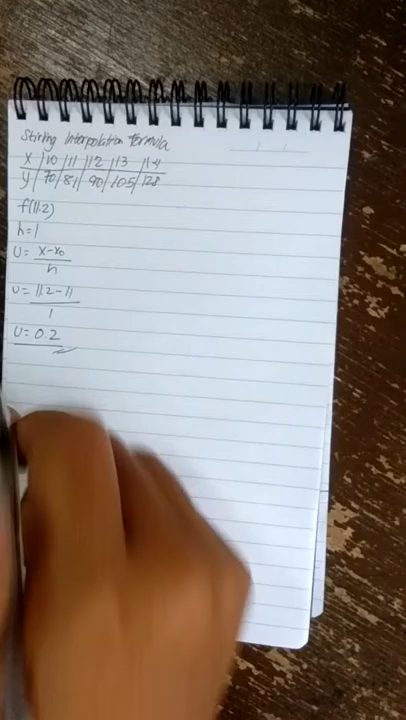 Stirling Interpolation Formula
X | 10 | 11 | 12 | 13 | 14
Y | 70 | 81 | 90 | 105 | 128
f(11.2)
h=1
U = x-x₀
h
U = 11.2-11
1
U = 0.2